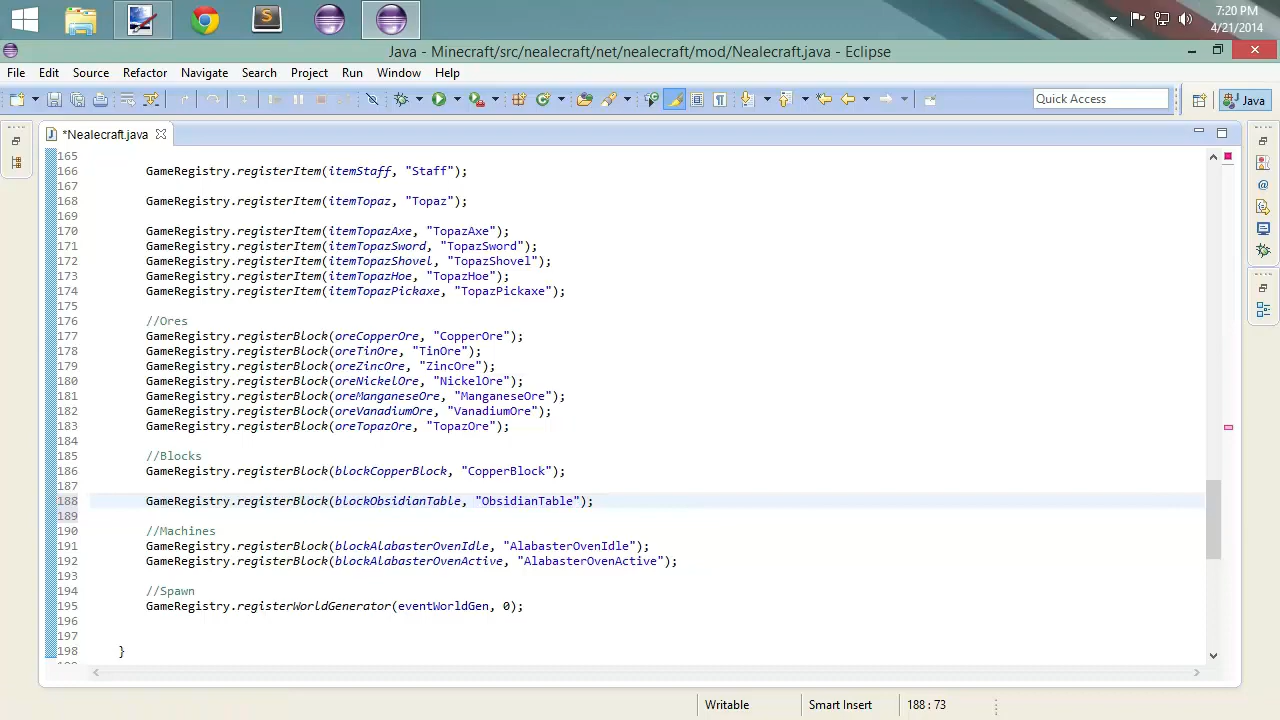 7:20 PM
4/21/2014
Java - Minecraft/src/nealecraft/net/nealecraft/mod/Nealecraft.java - Eclipse
File Edit Source Refactor Navigate Search Project Run Window Help
Quick Access
Java
*Nealecraft.java
165
166 GameRegistry.registerItem(itemStaff, "Staff");
167
168 GameRegistry.registerItem(itemTopaz, "Topaz");
169
170 GameRegistry.registerItem(itemTopazAxe, "TopazAxe");
171 GameRegistry.registerItem(itemTopazSword, "TopazSword");
172 GameRegistry.registerItem(itemTopazShovel, "TopazShovel");
173 GameRegistry.registerItem(itemTopazHoe, "TopazHoe");
174 GameRegistry.registerItem(itemTopazPickaxe, "TopazPickaxe");
175
176 //Ores
177 GameRegistry.registerBlock(oreCopperOre, "CopperOre");
178 GameRegistry.registerBlock(oreTinOre, "TinOre");
179 GameRegistry.registerBlock(oreZincOre, "ZincOre");
180 GameRegistry.registerBlock(oreNickelOre, "NickelOre");
181 GameRegistry.registerBlock(oreManganeseOre, "ManganeseOre");
182 GameRegistry.registerBlock(oreVanadiumOre, "VanadiumOre");
183 GameRegistry.registerBlock(oreTopazOre, "TopazOre");
184
185 //Blocks
186 GameRegistry.registerBlock(blockCopperBlock, "CopperBlock");
187
188 GameRegistry.registerBlock(blockObsidianTable, "ObsidianTable");
189
190 //Machines
191 GameRegistry.registerBlock(blockAlabasterOvenIdle, "AlabasterOvenIdle");
192 GameRegistry.registerBlock(blockAlabasterOvenActive, "AlabasterOvenActive");
193
194 //Spawn
195 GameRegistry.registerWorldGenerator(eventWorldGen, 0);
196
197
198 }
Writable Smart Insert 188 : 73